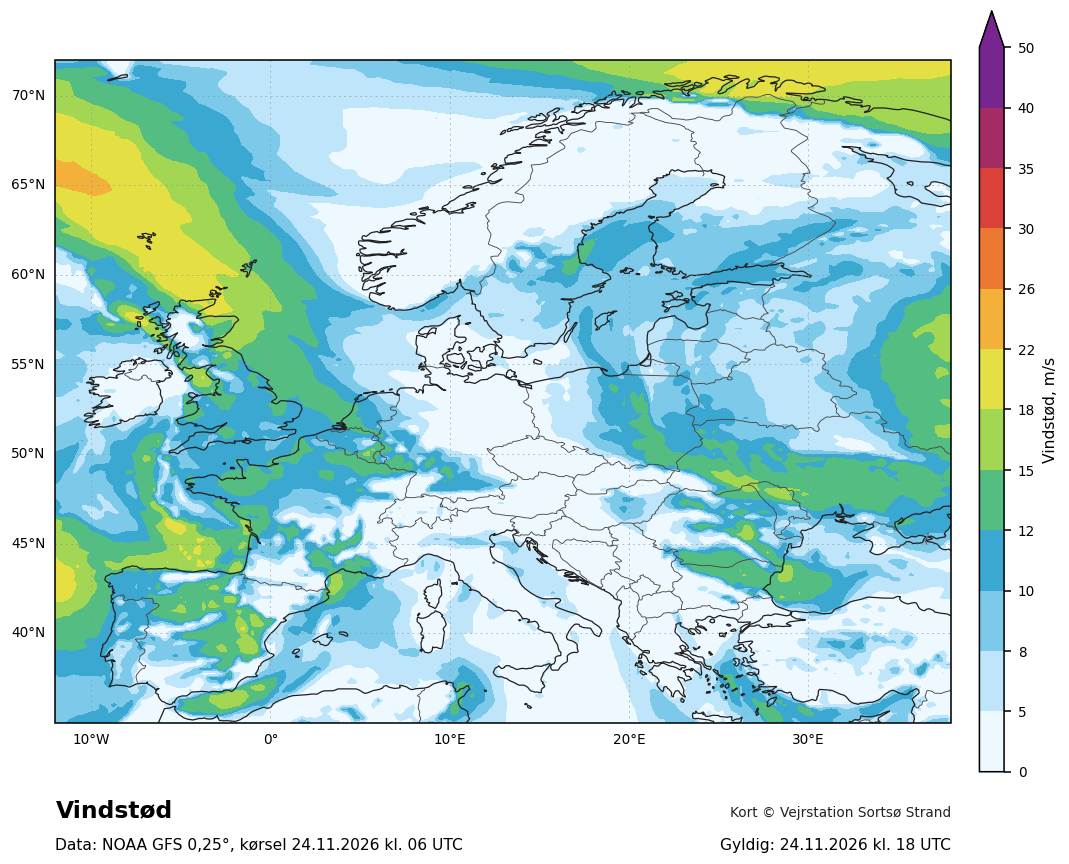 50
40
35
30
26
22
18
15
12
10
8
5
0
Vindstød, m/s
70°N
65°N
60°N
55°N
50°N
45°N
40°N
10°W
0°
10°E
20°E
30°E
Vindstød
Kort © Vejrstation Sortsø Strand
Data: NOAA GFS 0,25°, kørsel 24.11.2026 kl. 06 UTC
Gyldig: 24.11.2026 kl. 18 UTC